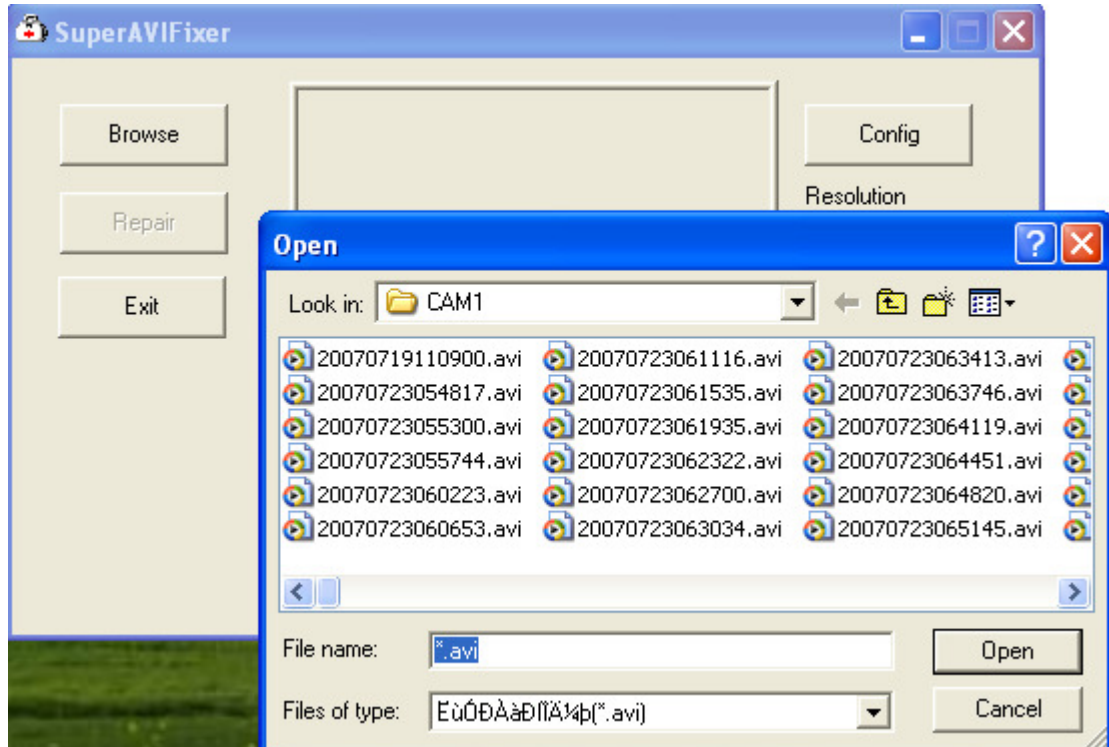 SuperAVIFixer
Browse
Config
Resolution
Repair
Exit
Open
Look in: CAM1
20070719110900.avi 20070723061116.avi 20070723063413.avi
20070723054817.avi 20070723061535.avi 20070723063746.avi
20070723055300.avi 20070723061935.avi 20070723064119.avi
20070723055744.avi 20070723062322.avi 20070723064451.avi
20070723060223.avi 20070723062700.avi 20070723064820.avi
20070723060653.avi 20070723063034.avi 20070723065145.avi
File name: *.avi Open
Files of type: ËùÓÐÀàÐÍÎÄ¼þ(*.avi) Cancel